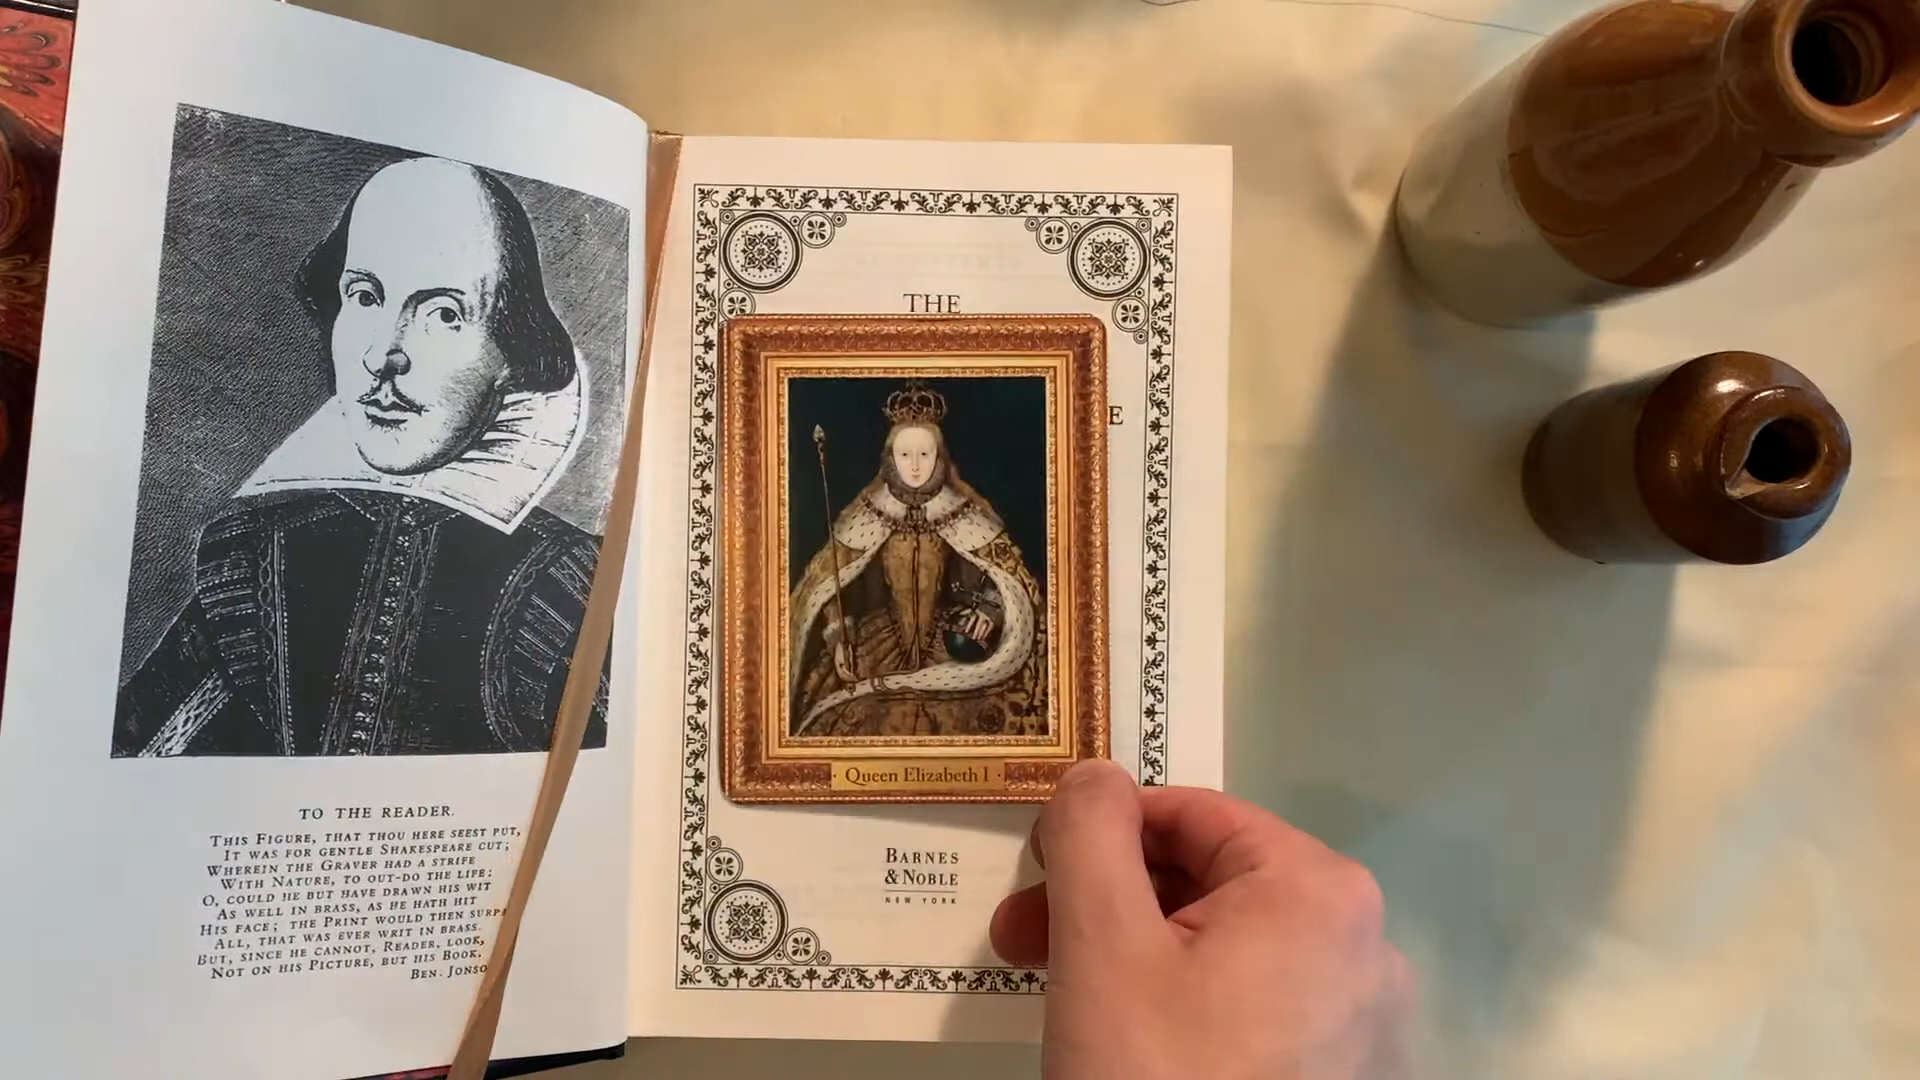 TO THE READER.
THIS FIGURE, THAT THOU HERE SEEST PUT,
IT WAS FOR GENTLE SHAKESPEARE CUT;
WHEREIN THE GRAVER HAD A STRIFE
WITH NATURE, TO OUT-DO THE LIFE:
O, COULD HE BUT HAVE DRAWN HIS WIT
AS WELL IN BRASS, AS HE HATH HIT
HIS FACE; THE PRINT WOULD THEN SURP
ALL, THAT WAS EVER WRIT IN BRASS.
BUT, SINCE HE CANNOT, READER, LOOK,
NOT ON HIS PICTURE, BUT HIS BOOK.
BEN. JONSO
THE
E
· Queen Elizabeth I ·
BARNES
& NOBLE
NEW YORK